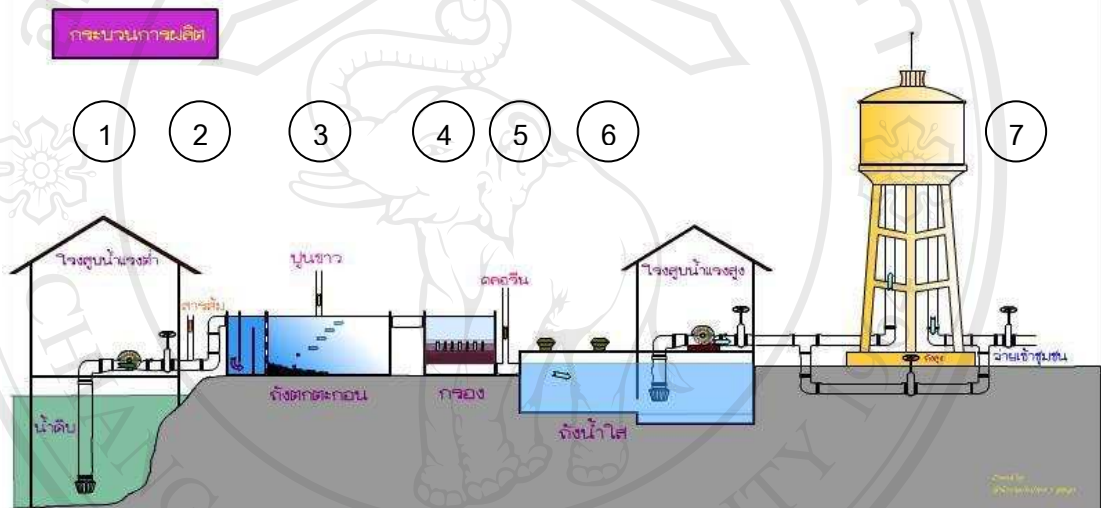 กระบวนการผลิต
1 2 3 4 5 6 7
โรงสูบน้ำแรงต่ำ
สารส้ม
ปูนขาว
คลอรีน
โรงสูบน้ำแรงสูง
น้ำดิบ
ถังตกตะกอน
กรอง
ถังน้ำใส
ถังสูง
จ่ายเข้าชุมชน